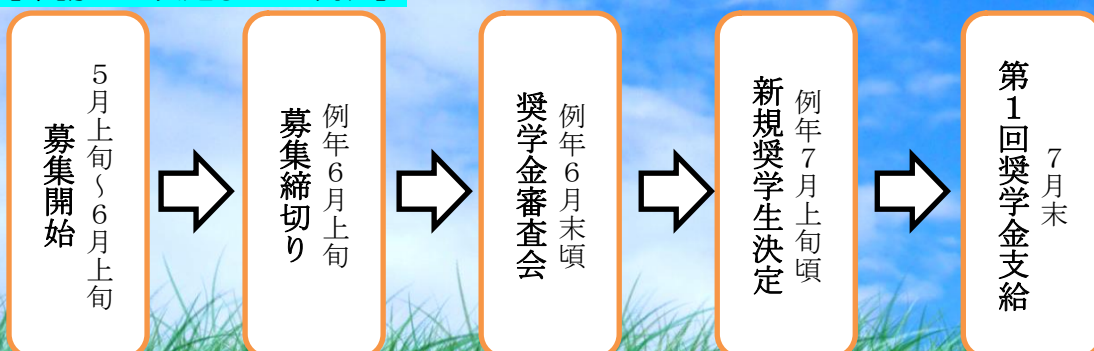 5月上旬～6月上旬
募集開始
例年6月上旬
募集締切り
例年6月末頃
奨学金審査会
例年7月上旬頃
新規奨学生決定
7月末
第1回奨学金支給